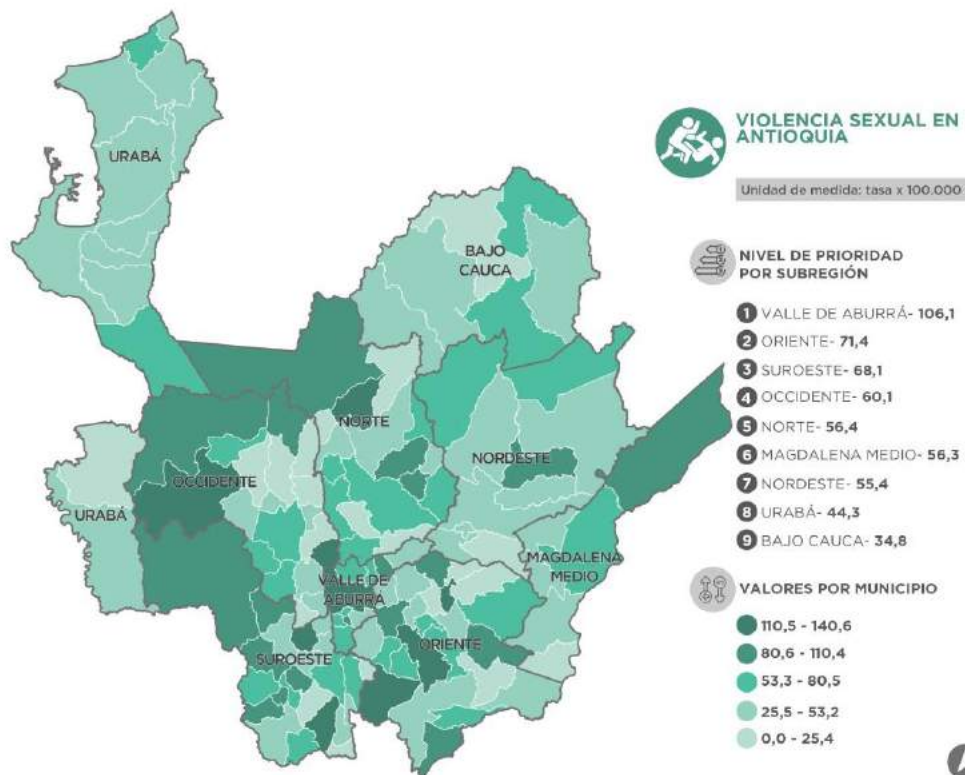 VIOLENCIA SEXUAL EN
ANTIOQUIA
Unidad de medida: tasa x 100.000
NIVEL DE PRIORIDAD
POR SUBREGIÓN
1 VALLE DE ABURRÁ- 106,1
2 ORIENTE- 71,4
3 SUROESTE- 68,1
4 OCCIDENTE- 60,1
5 NORTE- 56,4
6 MAGDALENA MEDIO- 56,3
7 NORDESTE- 55,4
8 URABÁ- 44,3
9 BAJO CAUCA- 34,8
VALORES POR MUNICIPIO
110,5 - 140,6
80,6 - 110,4
53,3 - 80,5
25,5 - 53,2
0,0 - 25,4
URABÁ
BAJO
CAUCA
NORTE
NORDESTE
OCCIDENTE
URABÁ
MAGDALENA
MEDIO
VALLE DE
ABURRA
ORIENTE
SUROESTE